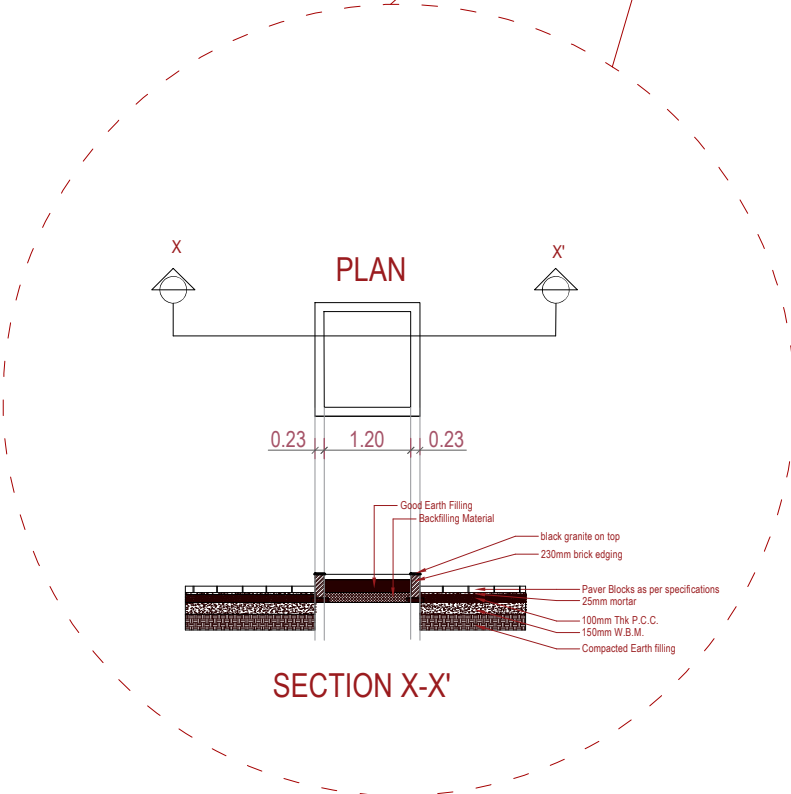 X
X'
PLAN
0.23 1.20 0.23
Good Earth Filling
Backfilling Material
black granite on top
230mm brick edging
Paver Blocks as per specifications
25mm mortar
100mm Thk P.C.C.
150mm W.B.M.
Compacted Earth filling
SECTION X-X'